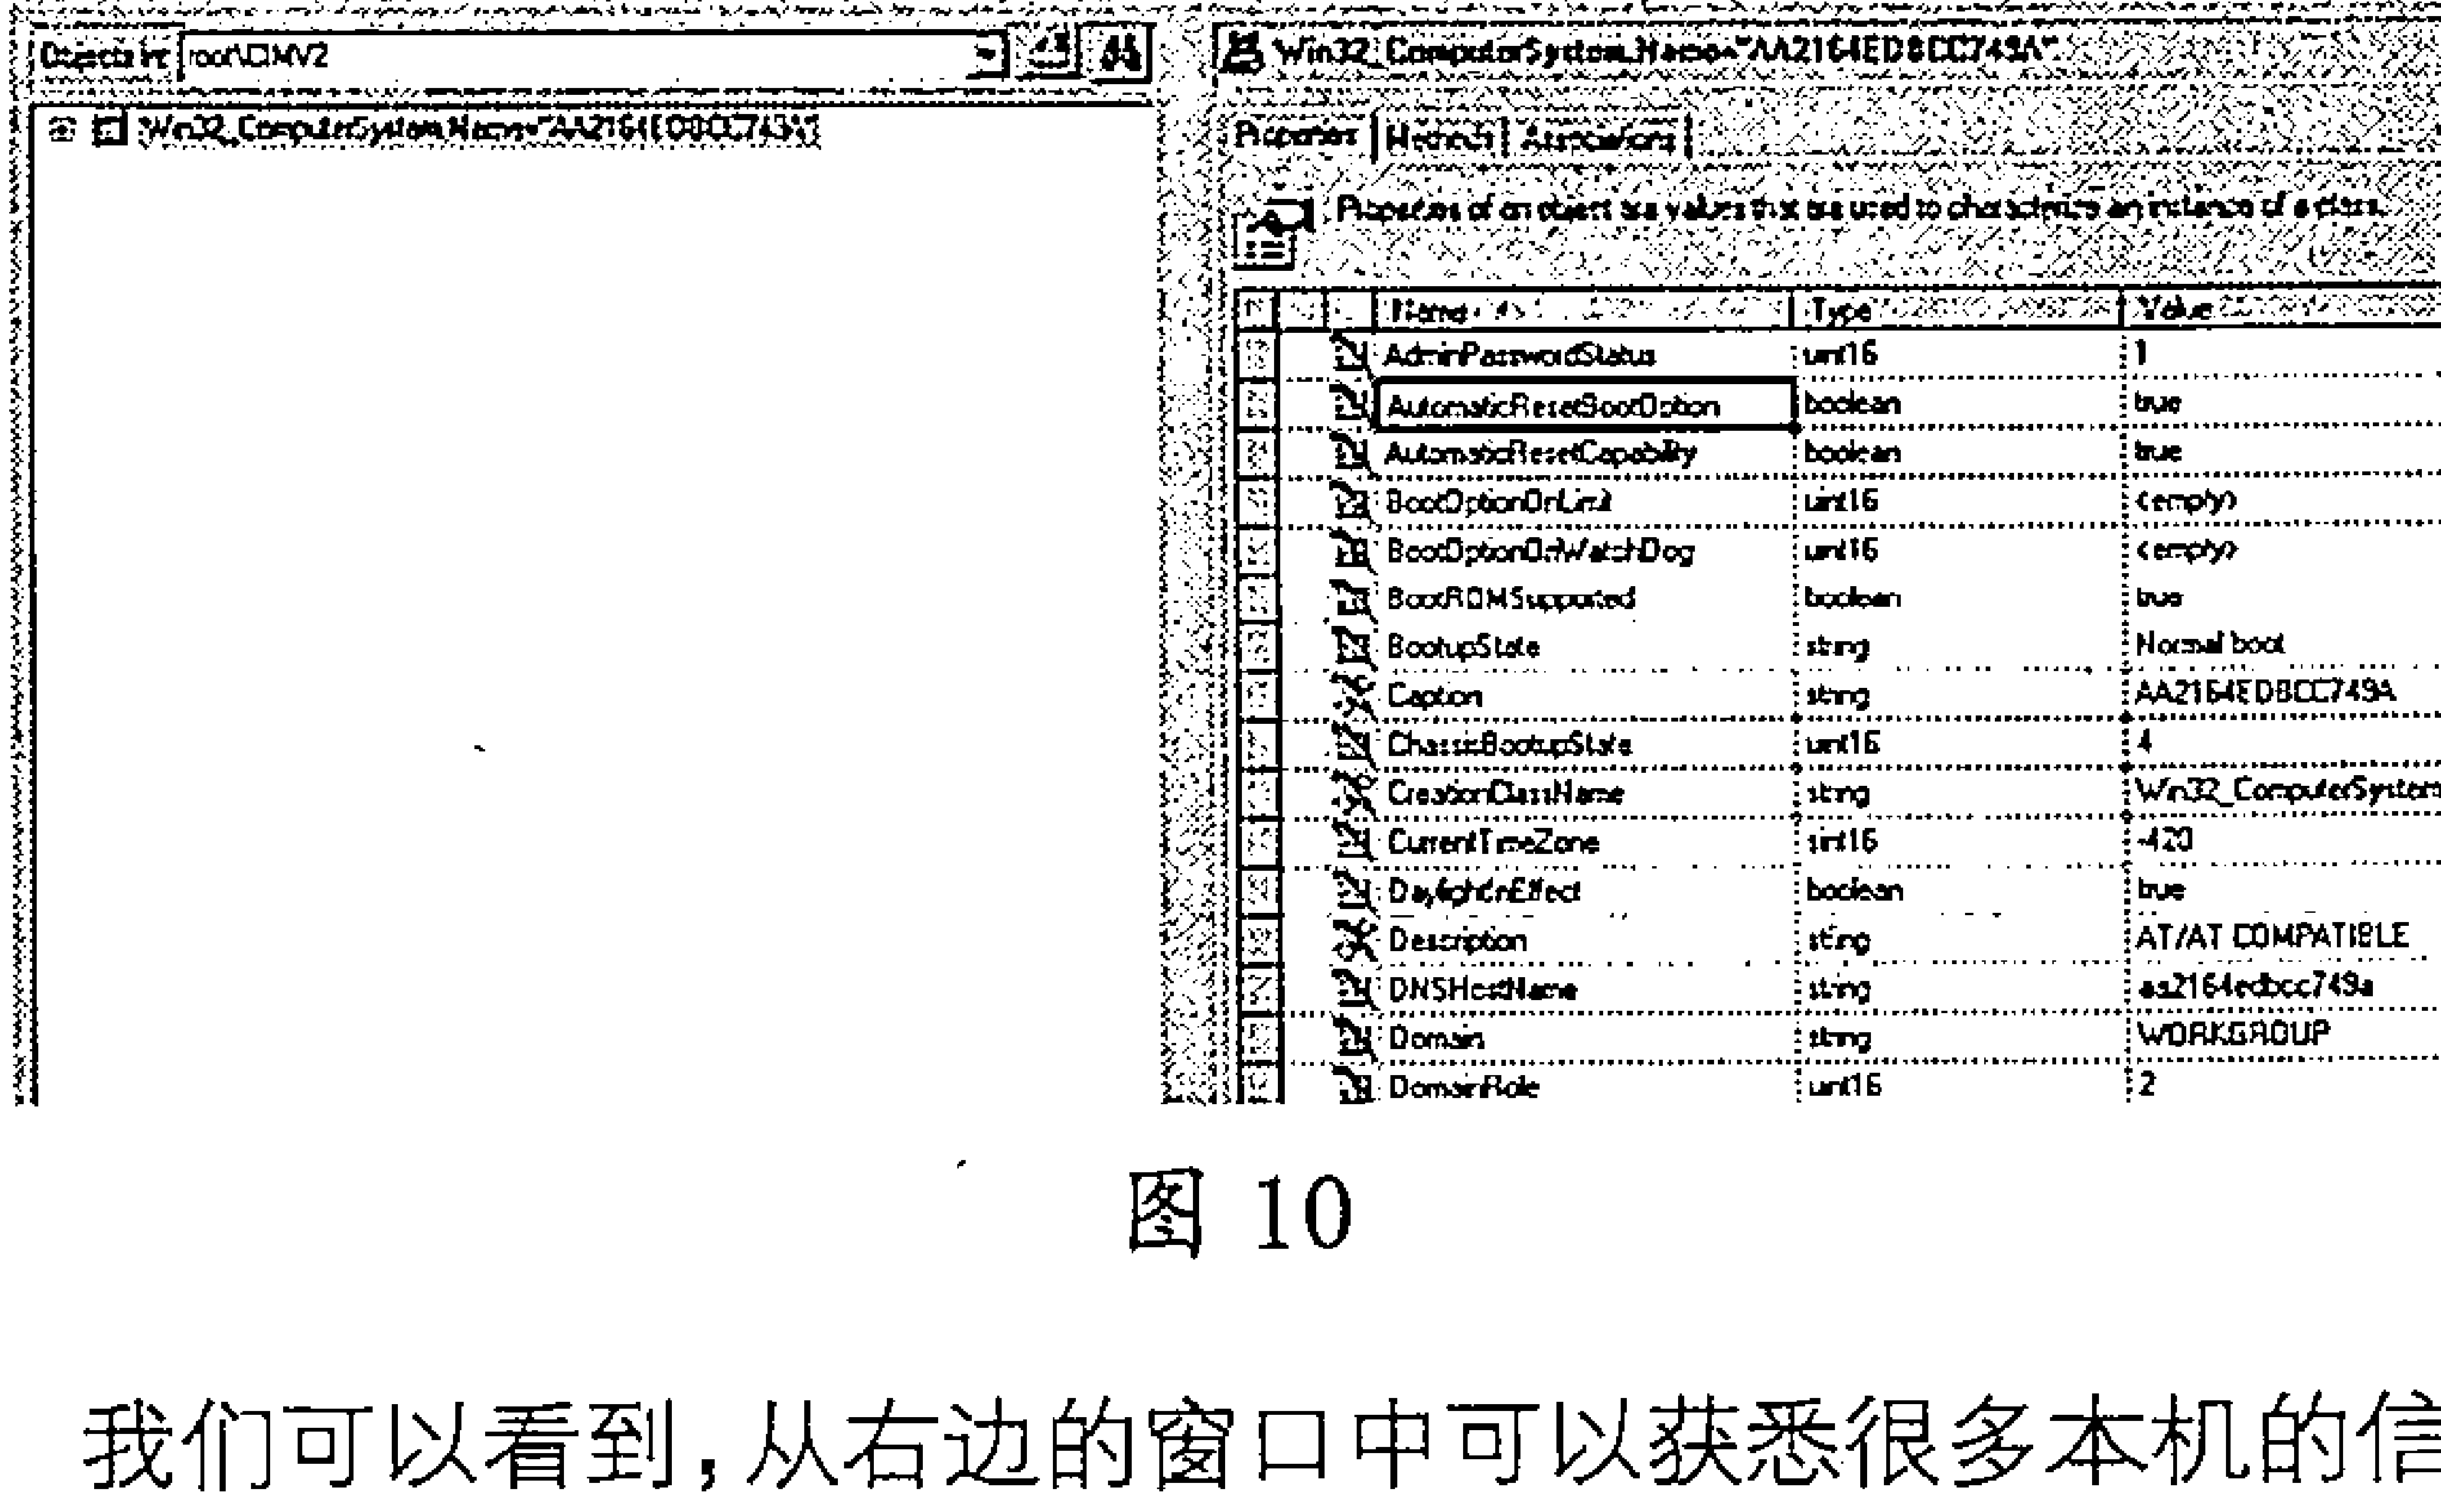 Objects in: root\CIMV2
Win32_ComputerSystem.Name="AA2164EDBCC749A"
Win32_ComputerSystem.Name="AA2164EDBCC749A"
Properties Methods Associations
Properties of an object are values that are used to characterize an instance of a class.
Name Type Value
AdminPasswordStatus uint16 1
AutomaticResetBootOption boolean true
AutomaticResetCapability boolean true
BootOptionOnLimit uint16 <empty>
BootOptionOnWatchDog uint16 <empty>
BootROMSupported boolean true
BootupState string Normal boot
Caption string AA2164EDBCC749A
ChassisBootupState uint16 4
CreationClassName string Win32_ComputerSystem
CurrentTimeZone sint16 -420
DaylightInEffect boolean true
Description string AT/AT COMPATIBLE
DNSHostName string aa2164edbcc749a
Domain string WORKGROUP
DomainRole uint16 2
图 10
我们可以看到,从右边的窗口中可以获悉很多本机的信